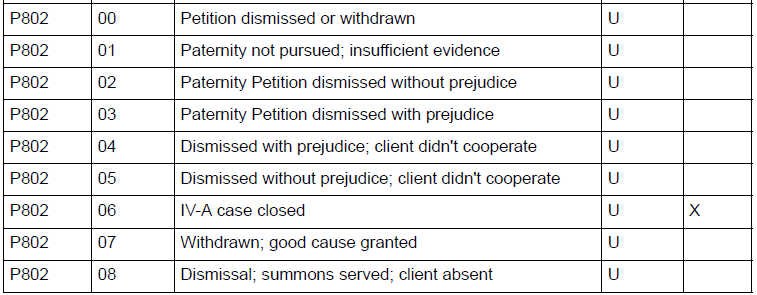 P802 00 Petition dismissed or withdrawn U
P802 01 Paternity not pursued; insufficient evidence U
P802 02 Paternity Petition dismissed without prejudice U
P802 03 Paternity Petition dismissed with prejudice U
P802 04 Dismissed with prejudice; client didn't cooperate U
P802 05 Dismissed without prejudice; client didn't cooperate U
P802 06 IV-A case closed U X
P802 07 Withdrawn; good cause granted U
P802 08 Dismissal; summons served; client absent U